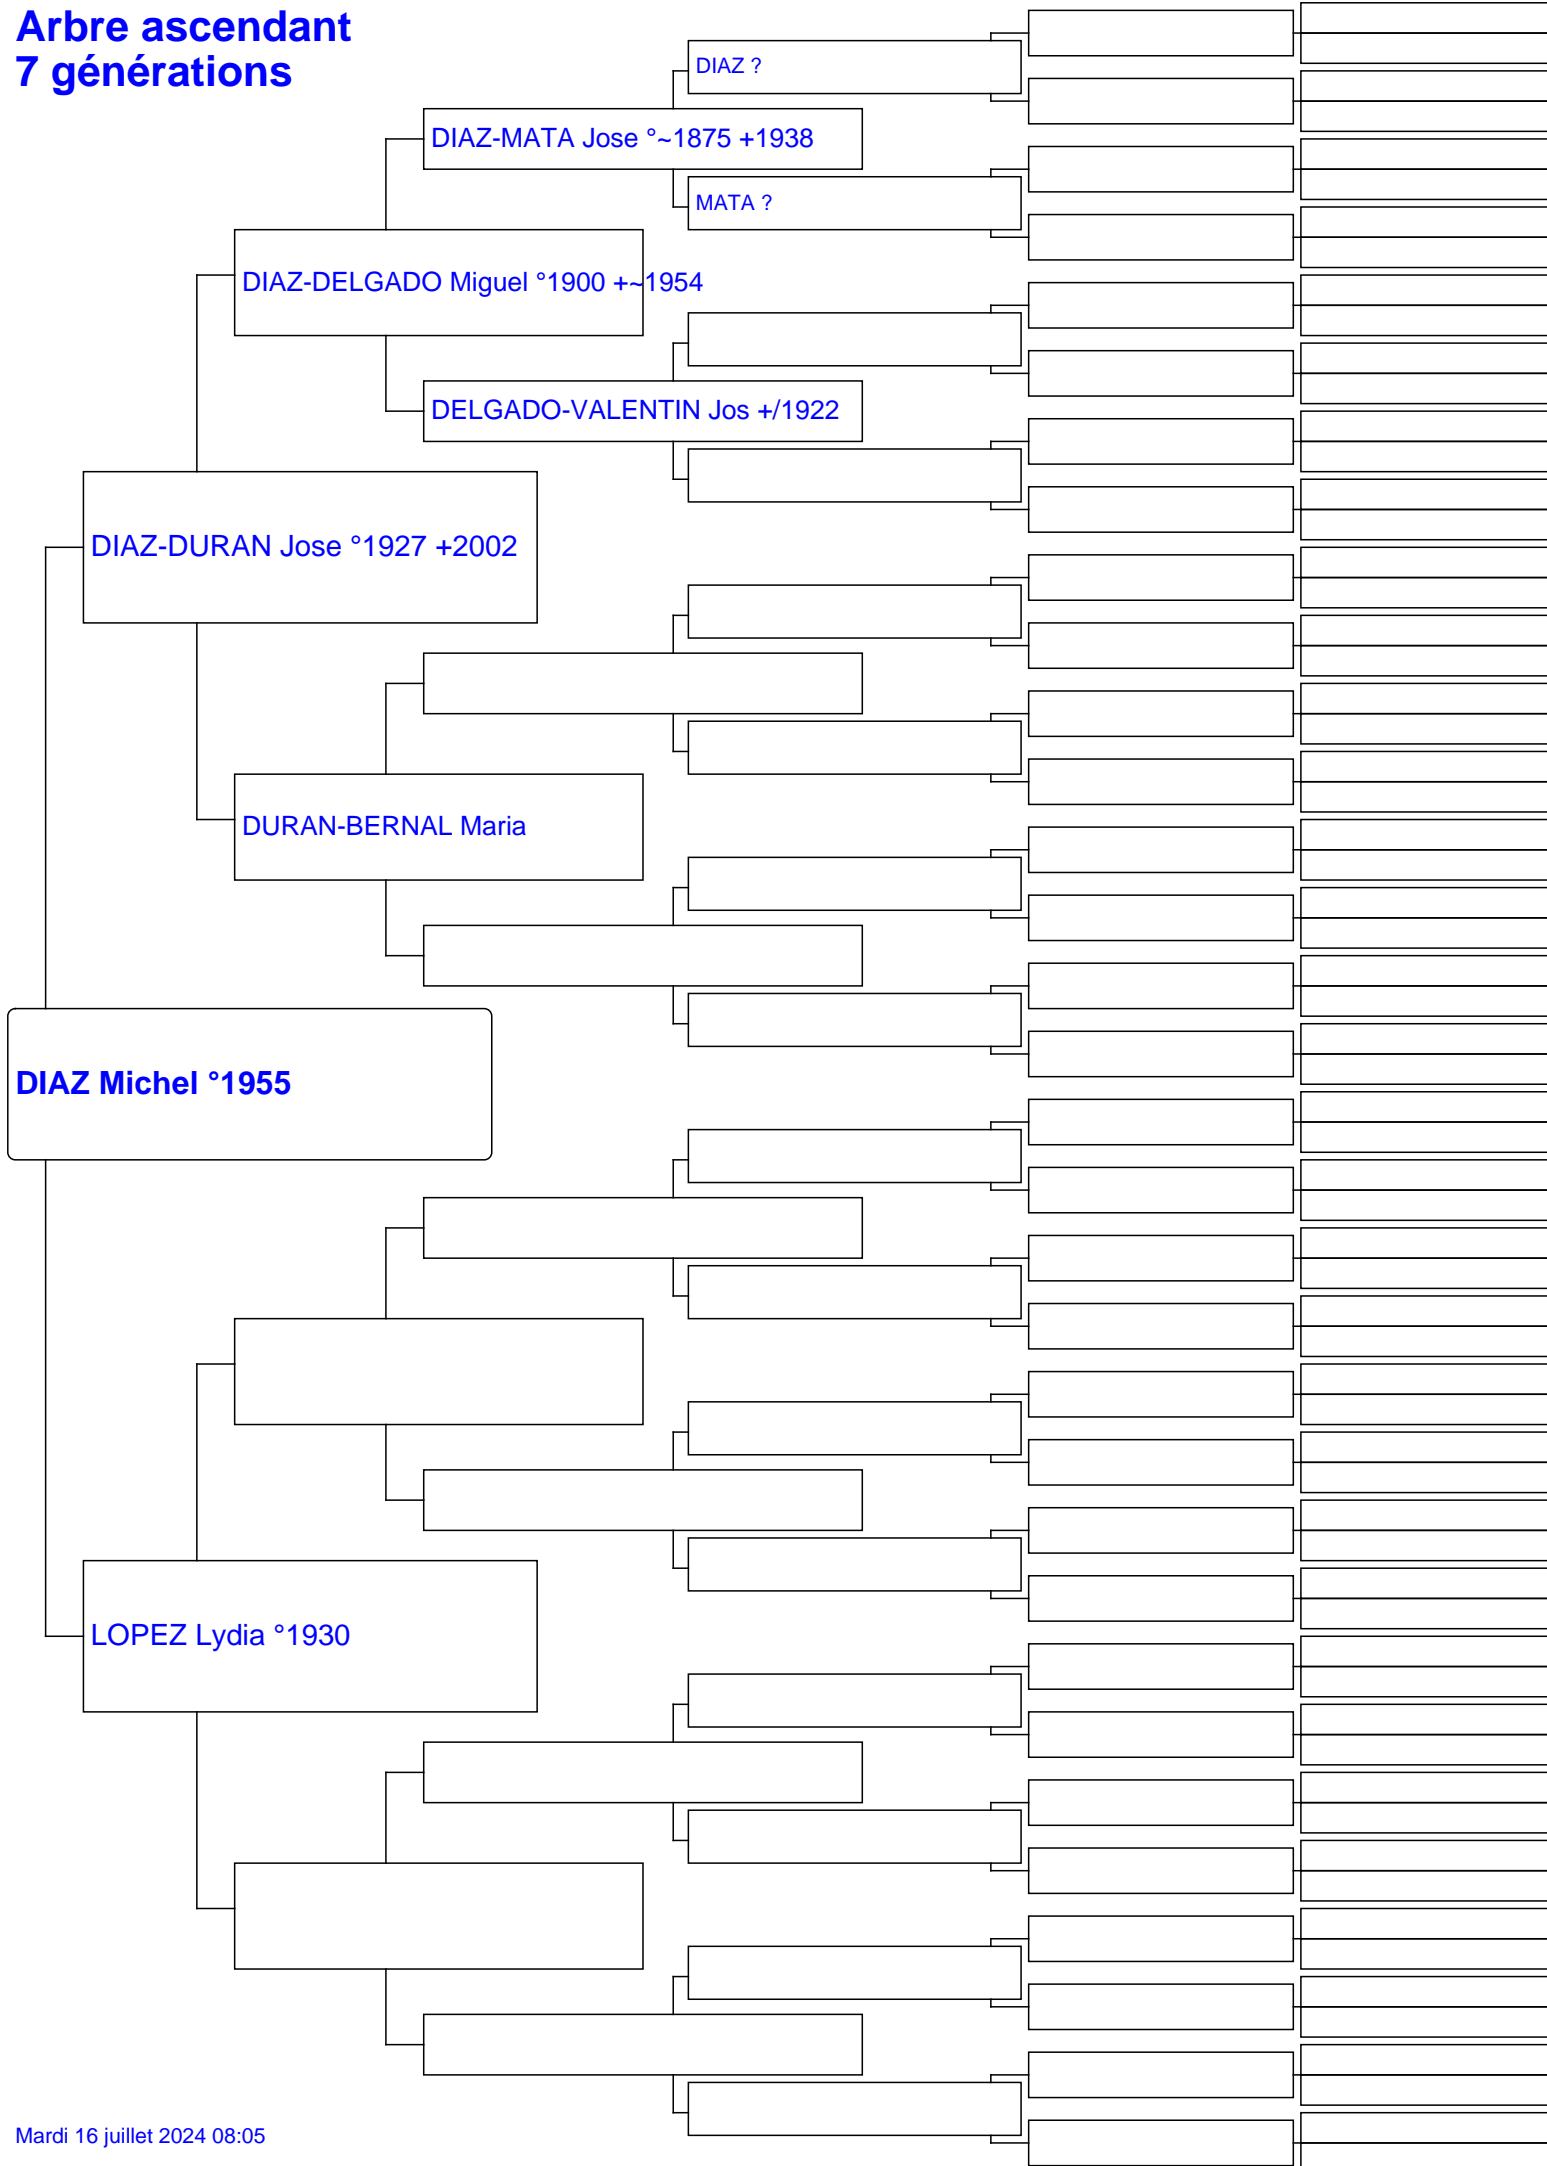 Arbre ascendant
7 générations
DIAZ ?
DIAZ-MATA Jose °~1875 +1938
MATA ?
DIAZ-DELGADO Miguel °1900 +~1954
DELGADO-VALENTIN Jos +/1922
DIAZ-DURAN Jose °1927 +2002
DURAN-BERNAL Maria
DIAZ Michel °1955
LOPEZ Lydia °1930
Mardi 16 juillet 2024 08:05